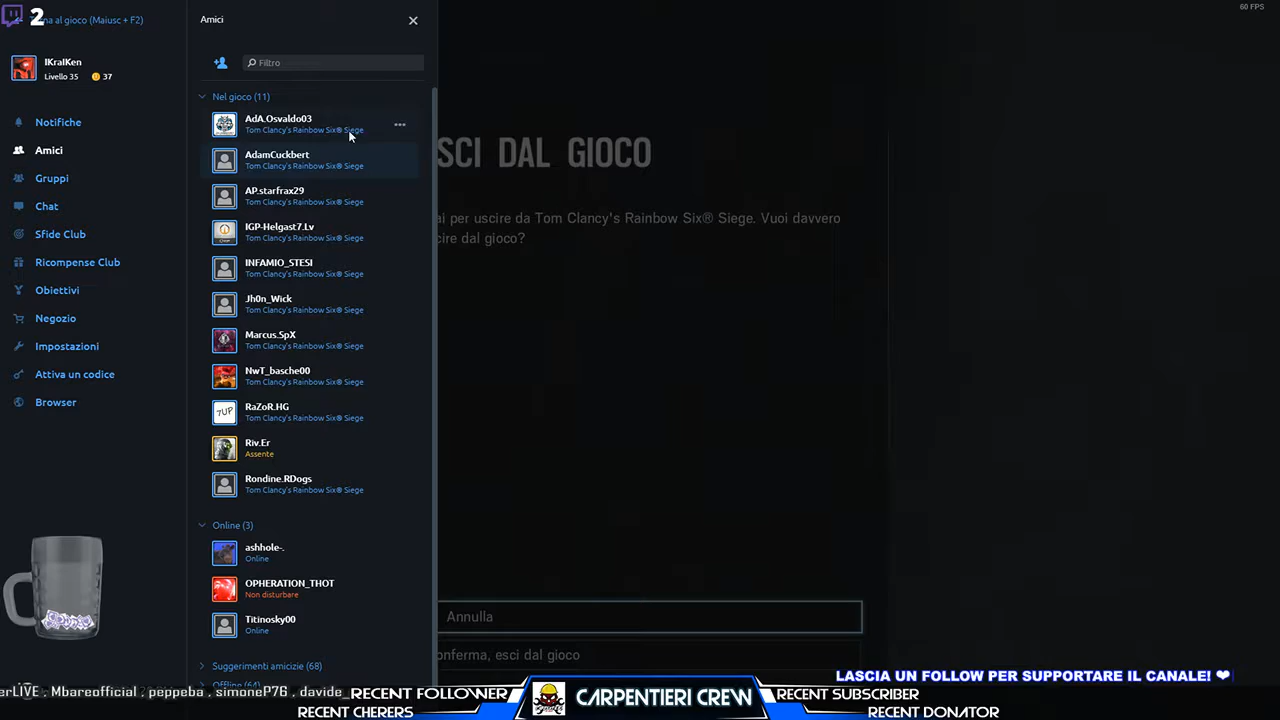 2
na al gioco (Maiusc + F2)
IKralKen
Livello 35
37
Notifiche
Amici
Gruppi
Chat
Sfide Club
Ricompense Club
Obiettivi
Negozio
Impostazioni
Attiva un codice
Browser
Amici
Filtro
Nel gioco (11)
AdA.Osvaldo03
Tom Clancy's Rainbow Six® Siege
AdamCuckbert
Tom Clancy's Rainbow Six® Siege
AP.starfrax29
Tom Clancy's Rainbow Six® Siege
IGP-Helgast7.Lv
Tom Clancy's Rainbow Six® Siege
INFAMIO_STESI
Tom Clancy's Rainbow Six® Siege
Jh0n_Wick
Tom Clancy's Rainbow Six® Siege
Marcus.SpX
Tom Clancy's Rainbow Six® Siege
NwT_basche00
Tom Clancy's Rainbow Six® Siege
7UP
RaZoR.HG
Tom Clancy's Rainbow Six® Siege
Riv.Er
Assente
Rondine.RDogs
Tom Clancy's Rainbow Six® Siege
Online (3)
ashhole-.
Online
OPHERATION_THOT
Non disturbare
Titinosky00
Online
Suggerimenti amicizie (68)
Offline (64)
60 FPS
SCI DAL GIOCO
ai per uscire da Tom Clancy's Rainbow Six® Siege. Vuoi davvero
cire dal gioco?
Annulla
onferma, esci dal gioco
LASCIA UN FOLLOW PER SUPPORTARE IL CANALE! ❤
erLIVE , Mbareofficial , peppeba , simoneP76 , davide_
RECENT FOLLOWER
RECENT CHERERS
CARPENTIERI CREW
RECENT SUBSCRIBER
RECENT DONATOR